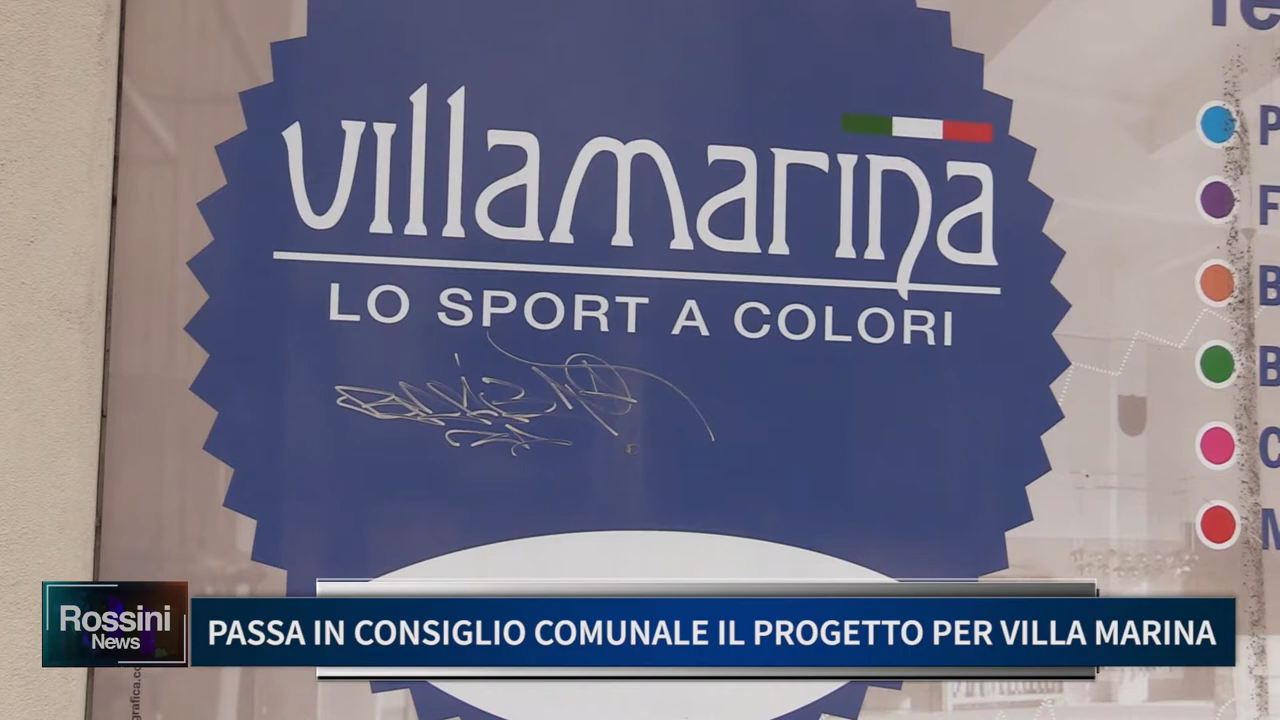 villamarina
LO SPORT A COLORI
P
F
B
B
C
M
Rossini
News
PASSA IN CONSIGLIO COMUNALE IL PROGETTO PER VILLA MARINA